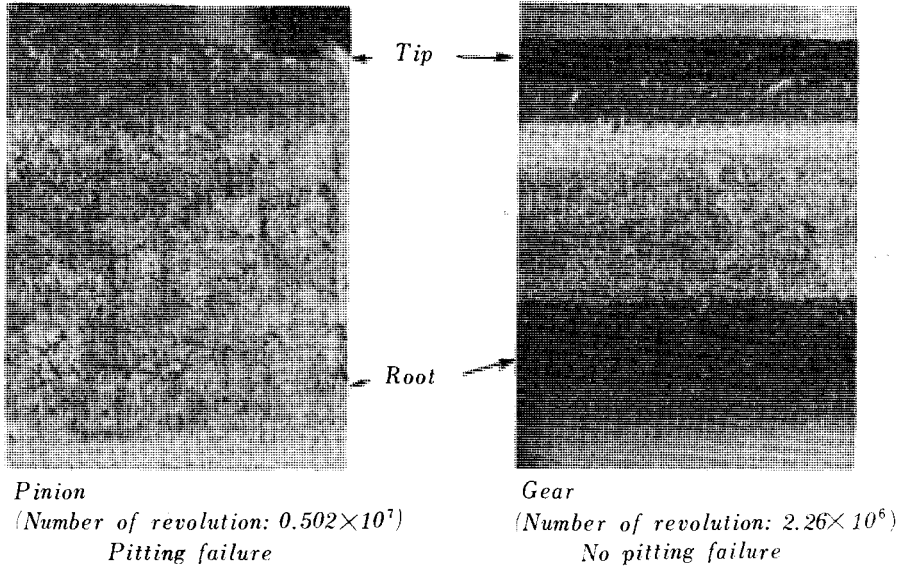 Tip
Root
Pinion
(Number of revolution: 0.502×10⁷)
Pitting failure
Gear
(Number of revolution: 2.26×10⁶)
No pitting failure